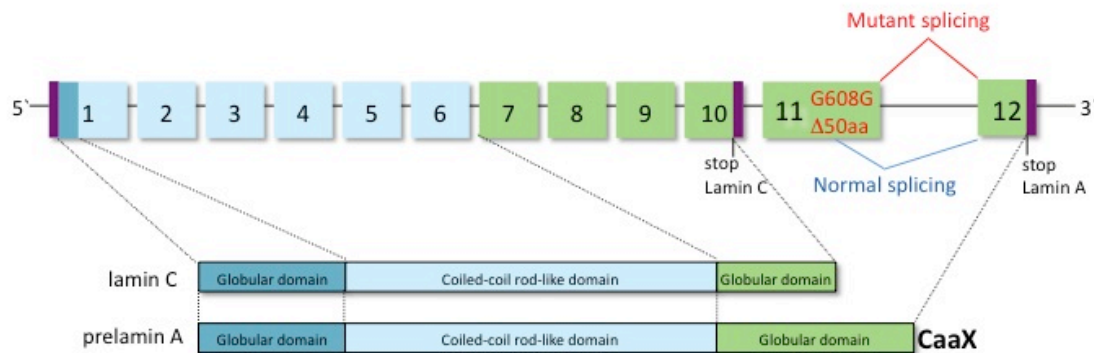 Mutant splicing
5` 1 2 3 4 5 6 7 8 9 10 11 G608G 12 3`
Δ50aa
stop
Lamin C
Normal splicing
stop
Lamin A
lamin C Globular domain Coiled-coil rod-like domain Globular domain
prelamin A Globular domain Coiled-coil rod-like domain Globular domain CaaX